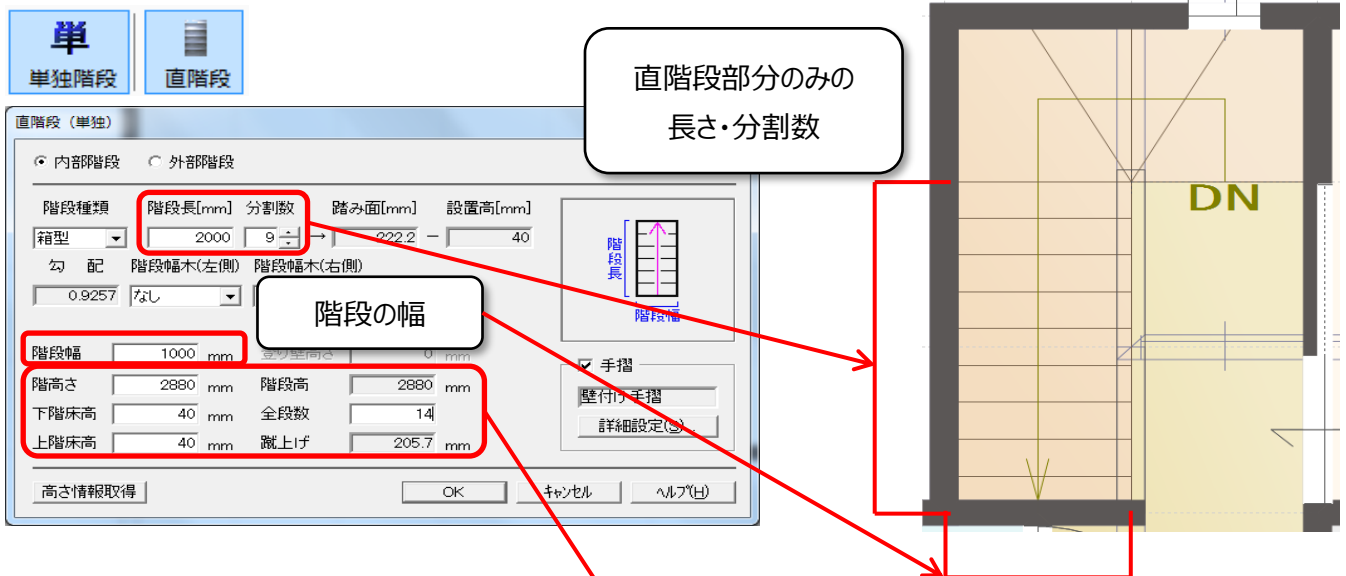 単
単独階段
直階段
直階段部分のみの
長さ・分割数
直階段（単独）
内部階段 外部階段
階段種類 階段長[mm] 分割数 踏み面[mm] 設置高[mm]
箱型 2000 9 → 222.2 － 40
勾 配 階段幅木(左側) 階段幅木(右側)
0.9257 なし
階段の幅
階段長
階段幅
階段幅 1000 mm 登り壁高さ 0 mm
階高さ 2880 mm 階段高 2880 mm
下階床高 40 mm 全段数 14
上階床高 40 mm 蹴上げ 205.7 mm
手摺
壁付け手摺
詳細設定(S)...
高さ情報取得 OK キャンセル ヘルプ(H)
DN